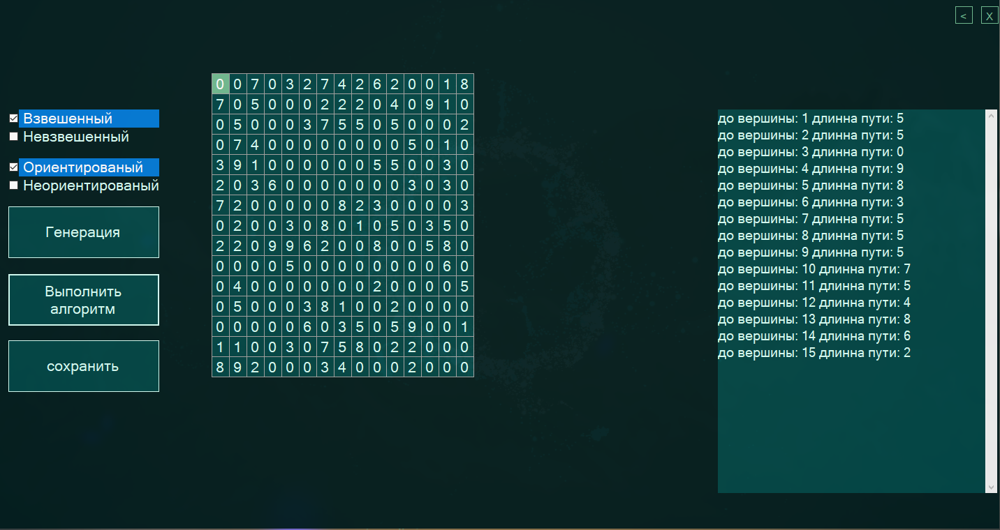 < X
Взвешенный
Невзвешенный
Ориентированый
Неориентированый
Генерация
Выполнить
алгоритм
сохранить
0 0 7 0 3 2 7 4 2 6 2 0 0 1 8
7 0 5 0 0 0 2 2 2 0 4 0 9 1 0
0 5 0 0 0 3 7 5 5 0 5 0 0 0 2
0 7 4 0 0 0 0 0 0 0 0 5 0 1 0
3 9 1 0 0 0 0 0 0 5 5 0 0 3 0
2 0 3 6 0 0 0 0 0 0 0 3 0 3 0
7 2 0 0 0 0 0 8 2 3 0 0 0 0 3
0 2 0 0 3 0 8 0 1 0 5 0 3 5 0
2 2 0 9 9 6 2 0 0 8 0 0 5 8 0
0 0 0 0 5 0 0 0 0 0 0 0 0 6 0
0 4 0 0 0 0 0 0 0 2 0 0 0 0 5
0 5 0 0 0 3 8 1 0 0 2 0 0 0 0
0 0 0 0 0 6 0 3 5 0 5 9 0 0 1
1 1 0 0 3 0 7 5 8 0 2 2 0 0 0
8 9 2 0 0 0 3 4 0 0 0 2 0 0 0
до вершины: 1 длинна пути: 5
до вершины: 2 длинна пути: 5
до вершины: 3 длинна пути: 0
до вершины: 4 длинна пути: 9
до вершины: 5 длинна пути: 8
до вершины: 6 длинна пути: 3
до вершины: 7 длинна пути: 5
до вершины: 8 длинна пути: 5
до вершины: 9 длинна пути: 5
до вершины: 10 длинна пути: 7
до вершины: 11 длинна пути: 5
до вершины: 12 длинна пути: 4
до вершины: 13 длинна пути: 8
до вершины: 14 длинна пути: 6
до вершины: 15 длинна пути: 2